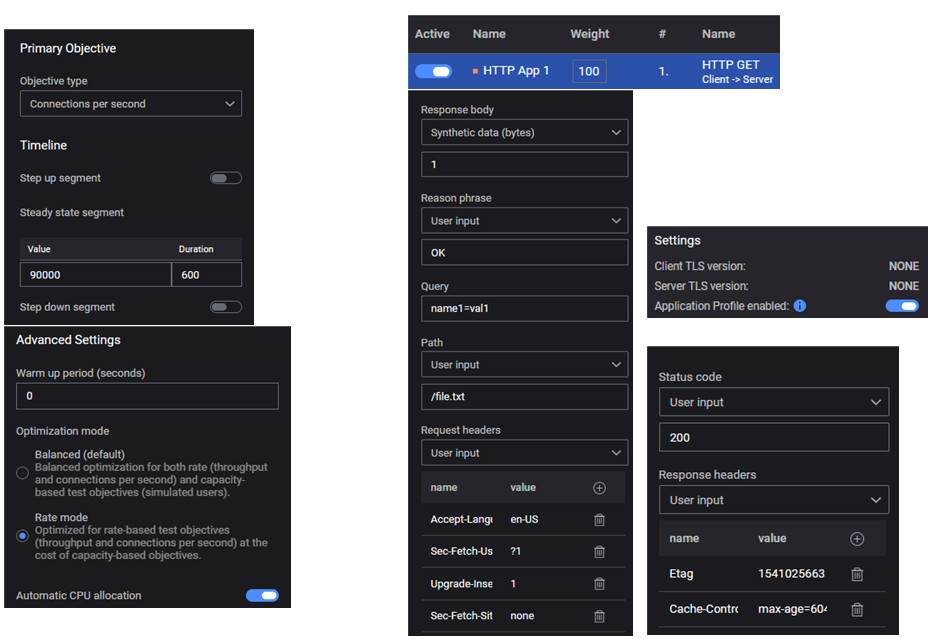 Primary Objective
Objective type
Connections per second
Timeline
Step up segment
Steady state segment
Value Duration
90000 600
Step down segment
Advanced Settings
Warm up period (seconds)
0
Optimization mode
Balanced (default)
Balanced optimization for both rate (throughput
and connections per second) and capacity-
based test objectives (simulated users).
Rate mode
Optimized for rate-based test objectives
(throughput and connections per second) at the
cost of capacity-based objectives.
Automatic CPU allocation
Active Name Weight # Name
HTTP App 1 100 1. HTTP GET
Client -> Server
Response body
Synthetic data (bytes)
1
Reason phrase
User input
OK
Query
name1=val1
Path
User input
/file.txt
Request headers
User input
name value
Accept-Langu en-US
Sec-Fetch-Us ?1
Upgrade-Inse 1
Sec-Fetch-Sit none
Settings
Client TLS version: NONE
Server TLS version: NONE
Application Profile enabled:
Status code
User input
200
Response headers
User input
name value
Etag 1541025663
Cache-Contro max-age=604